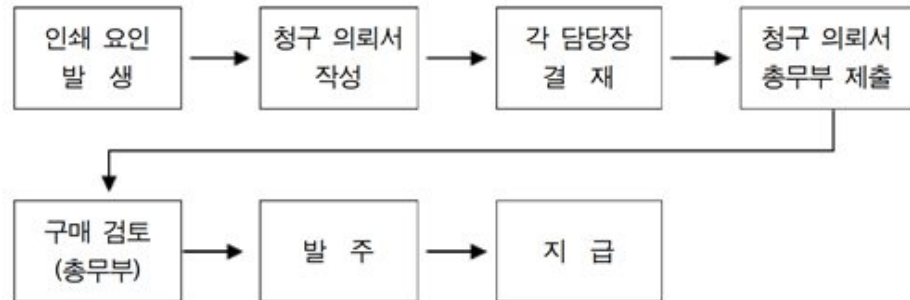 인쇄 요인
발 생
청구 의뢰서
작성
각 담당장
결 재
청구 의뢰서
총무부 제출
구매 검토
(총무부)
발 주
지 급